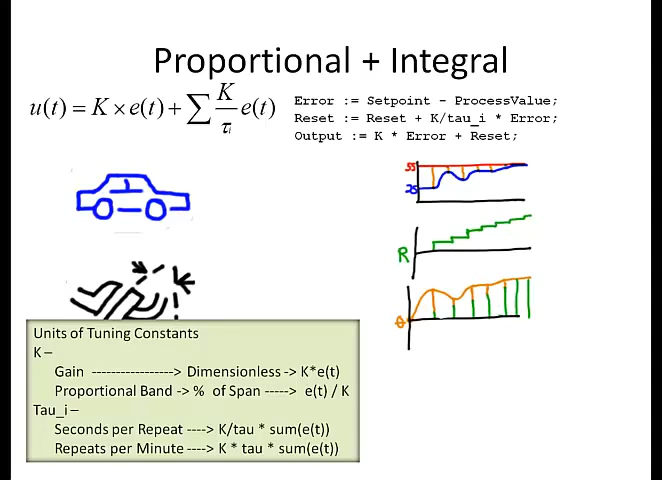 Proportional + Integral
u(t) = K × e(t) + ∑ K/τi e(t)
Error := Setpoint - ProcessValue;
Reset := Reset + K/tau_i * Error;
Output := K * Error + Reset;
55
25
R
θ
Units of Tuning Constants
K –
Gain -----------------> Dimensionless -> K*e(t)
Proportional Band -> % of Span -----> e(t) / K
Tau_i –
Seconds per Repeat ----> K/tau * sum(e(t))
Repeats per Minute ----> K * tau * sum(e(t))